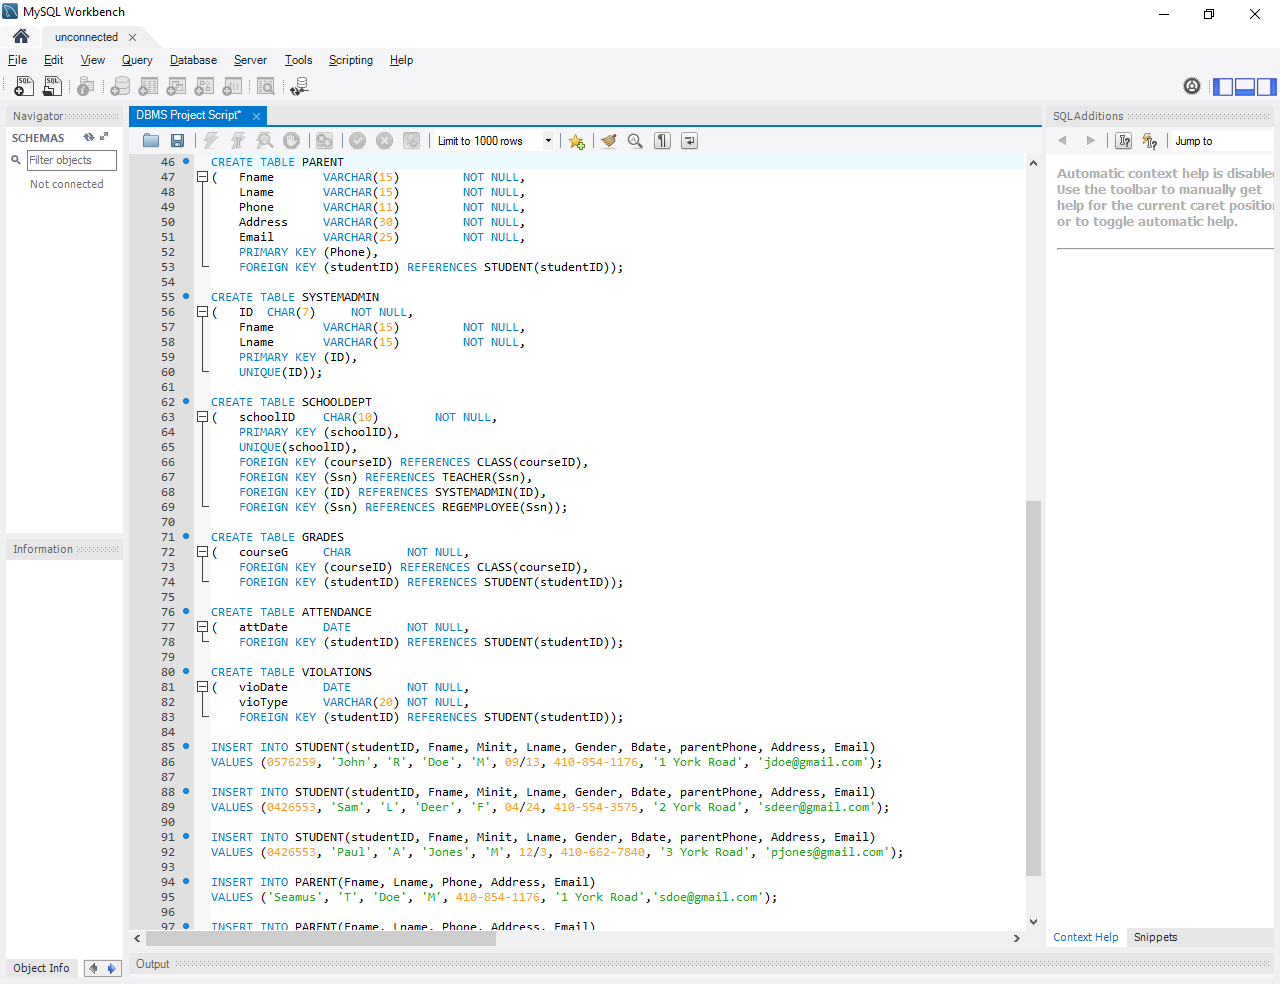 MySQL Workbench
unconnected
File Edit View Query Database Server Tools Scripting Help
Navigator
SCHEMAS
Filter objects
Not connected
Information
Object Info
DBMS Project Script*
Limit to 1000 rows
46 CREATE TABLE PARENT
47 ( Fname VARCHAR(15) NOT NULL,
48 Lname VARCHAR(15) NOT NULL,
49 Phone VARCHAR(11) NOT NULL,
50 Address VARCHAR(30) NOT NULL,
51 Email VARCHAR(25) NOT NULL,
52 PRIMARY KEY (Phone),
53 FOREIGN KEY (studentID) REFERENCES STUDENT(studentID));
54
55 CREATE TABLE SYSTEMADMIN
56 ( ID CHAR(7) NOT NULL,
57 Fname VARCHAR(15) NOT NULL,
58 Lname VARCHAR(15) NOT NULL,
59 PRIMARY KEY (ID),
60 UNIQUE(ID));
61
62 CREATE TABLE SCHOOLDEPT
63 ( schoolID CHAR(10) NOT NULL,
64 PRIMARY KEY (schoolID),
65 UNIQUE(schoolID),
66 FOREIGN KEY (courseID) REFERENCES CLASS(courseID),
67 FOREIGN KEY (Ssn) REFERENCES TEACHER(Ssn),
68 FOREIGN KEY (ID) REFERENCES SYSTEMADMIN(ID),
69 FOREIGN KEY (Ssn) REFERENCES REGEMPLOYEE(Ssn));
70
71 CREATE TABLE GRADES
72 ( courseG CHAR NOT NULL,
73 FOREIGN KEY (courseID) REFERENCES CLASS(courseID),
74 FOREIGN KEY (studentID) REFERENCES STUDENT(studentID));
75
76 CREATE TABLE ATTENDANCE
77 ( attDate DATE NOT NULL,
78 FOREIGN KEY (studentID) REFERENCES STUDENT(studentID));
79
80 CREATE TABLE VIOLATIONS
81 ( vioDate DATE NOT NULL,
82 vioType VARCHAR(20) NOT NULL,
83 FOREIGN KEY (studentID) REFERENCES STUDENT(studentID));
84
85 INSERT INTO STUDENT(studentID, Fname, Minit, Lname, Gender, Bdate, parentPhone, Address, Email)
86 VALUES (0576259, 'John', 'R', 'Doe', 'M', 09/13, 410-854-1176, '1 York Road', 'jdoe@gmail.com');
87
88 INSERT INTO STUDENT(studentID, Fname, Minit, Lname, Gender, Bdate, parentPhone, Address, Email)
89 VALUES (0426553, 'Sam', 'L', 'Deer', 'F', 04/24, 410-554-3575, '2 York Road', 'sdeer@gmail.com');
90
91 INSERT INTO STUDENT(studentID, Fname, Minit, Lname, Gender, Bdate, parentPhone, Address, Email)
92 VALUES (0426553, 'Paul', 'A', 'Jones', 'M', 12/3, 410-662-7840, '3 York Road', 'pjones@gmail.com');
93
94 INSERT INTO PARENT(Fname, Lname, Phone, Address, Email)
95 VALUES ('Seamus', 'T', 'Doe', 'M', 410-854-1176, '1 York Road','sdoe@gmail.com');
96
97 INSERT INTO PARENT(Fname, Lname, Phone, Address, Email)
Output
SQLAdditions
Jump to
Automatic context help is disabled
Use the toolbar to manually get
help for the current caret position
or to toggle automatic help.
Context Help Snippets